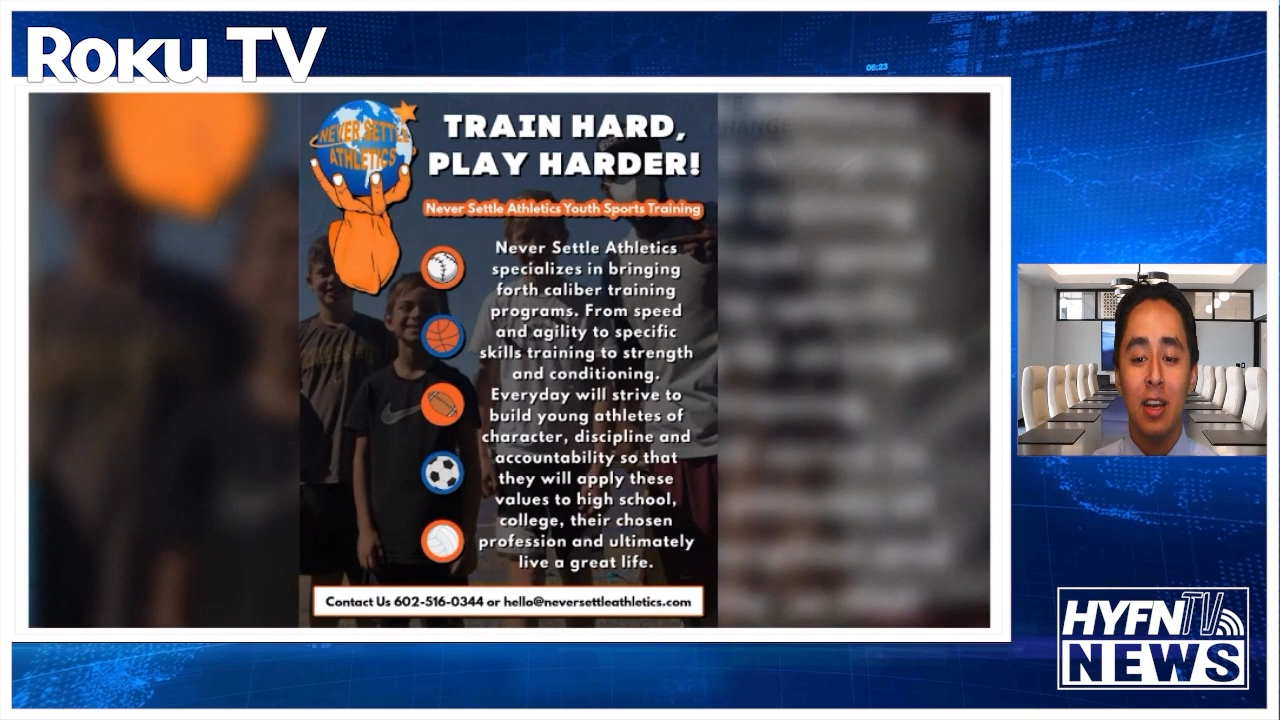 Roku TV
06:23
NEVER SETTLE
ATHLETICS
TRAIN HARD,
PLAY HARDER!
Never Settle Athletics Youth Sports Training
Never Settle Athletics
specializes in bringing
forth caliber training
programs. From speed
and agility to specific
skills training to strength
and conditioning.
Everyday will strive to
build young athletes of
character, discipline and
accountability so that
they will apply these
values to high school,
college, their chosen
profession and ultimately
live a great life.
Contact Us 602-516-0344 or hello@neversettleathletics.com
HYFN TV
NEWS